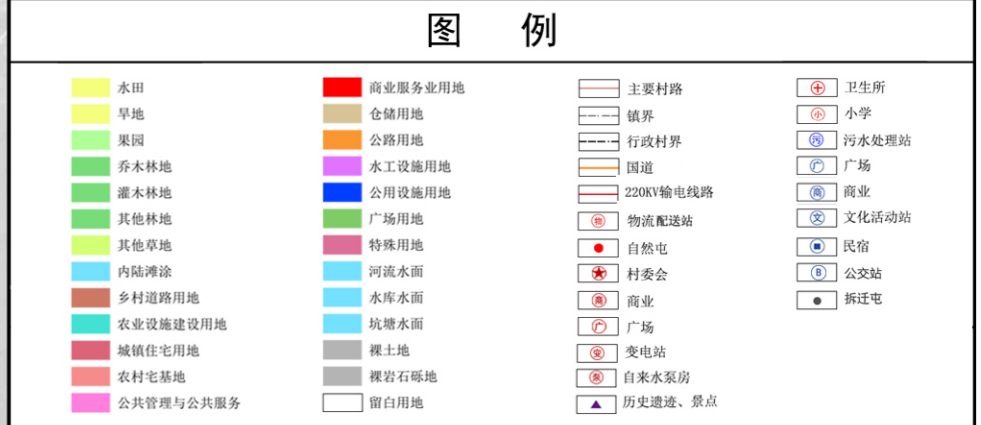 图 例
水田
旱地
果园
乔木林地
灌木林地
其他林地
其他草地
内陆滩涂
乡村道路用地
农业设施建设用地
城镇住宅用地
农村宅基地
公共管理与公共服务
商业服务业用地
仓储用地
公路用地
水工设施用地
公用设施用地
广场用地
特殊用地
河流水面
水库水面
坑塘水面
裸土地
裸岩石砾地
留白用地
主要村路
镇界
行政村界
国道
220KV输电线路
物 物流配送站
自然屯
村委会
商 商业
广 广场
变 变电站
泵 自来水泵房
历史遗迹、景点
卫生所
小 小学
污 污水处理站
广 广场
商 商业
文 文化活动站
民宿
B 公交站
拆迁屯